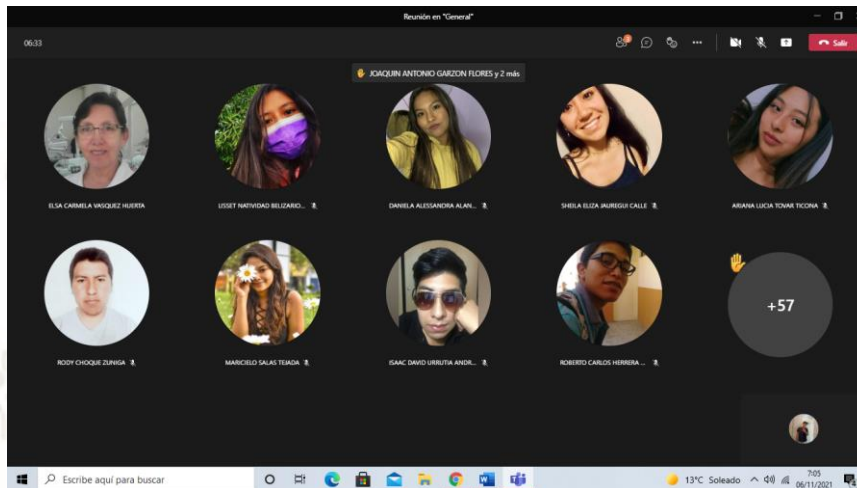 Reunión en "General"
06:33
3
Salir
JOAQUIN ANTONIO GARZON FLORES y 2 más
ELSA CARMELA VASQUEZ HUERTA
LISSET NATIVIDAD BELIZARIO...
DANIELA ALESSANDRA ALAN...
SHEILA ELIZA JAUREGUI CALLE
ARIANA LUCIA TOVAR TICONA
RODY CHOQUE ZUNIGA
MARICIELO SALAS TEJADA
ISAAC DAVID URRUTIA ANDR...
ROBERTO CARLOS HERRERA ...
+57
Escribe aquí para buscar
13°C Soleado
7:05
06/11/2021